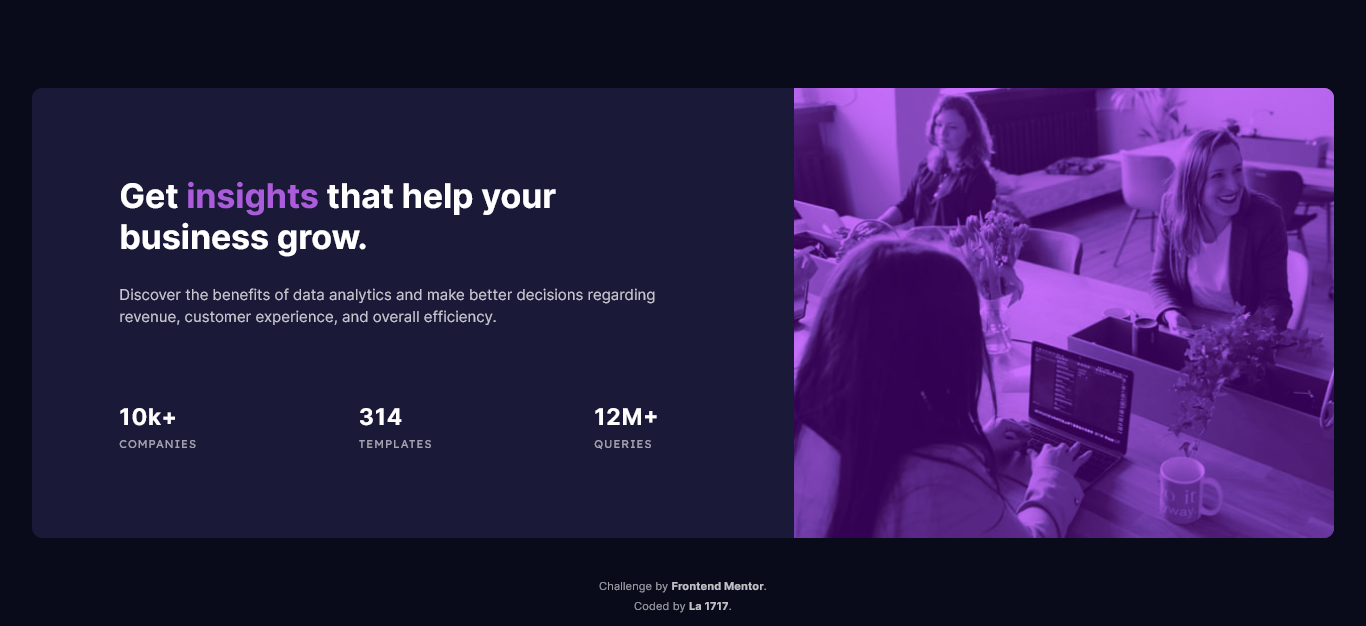 Get insights that help your
business grow.
Discover the benefits of data analytics and make better decisions regarding
revenue, customer experience, and overall efficiency.
10k+
314
12M+
COMPANIES
TEMPLATES
QUERIES
Challenge by Frontend Mentor.
Coded by La 1717.